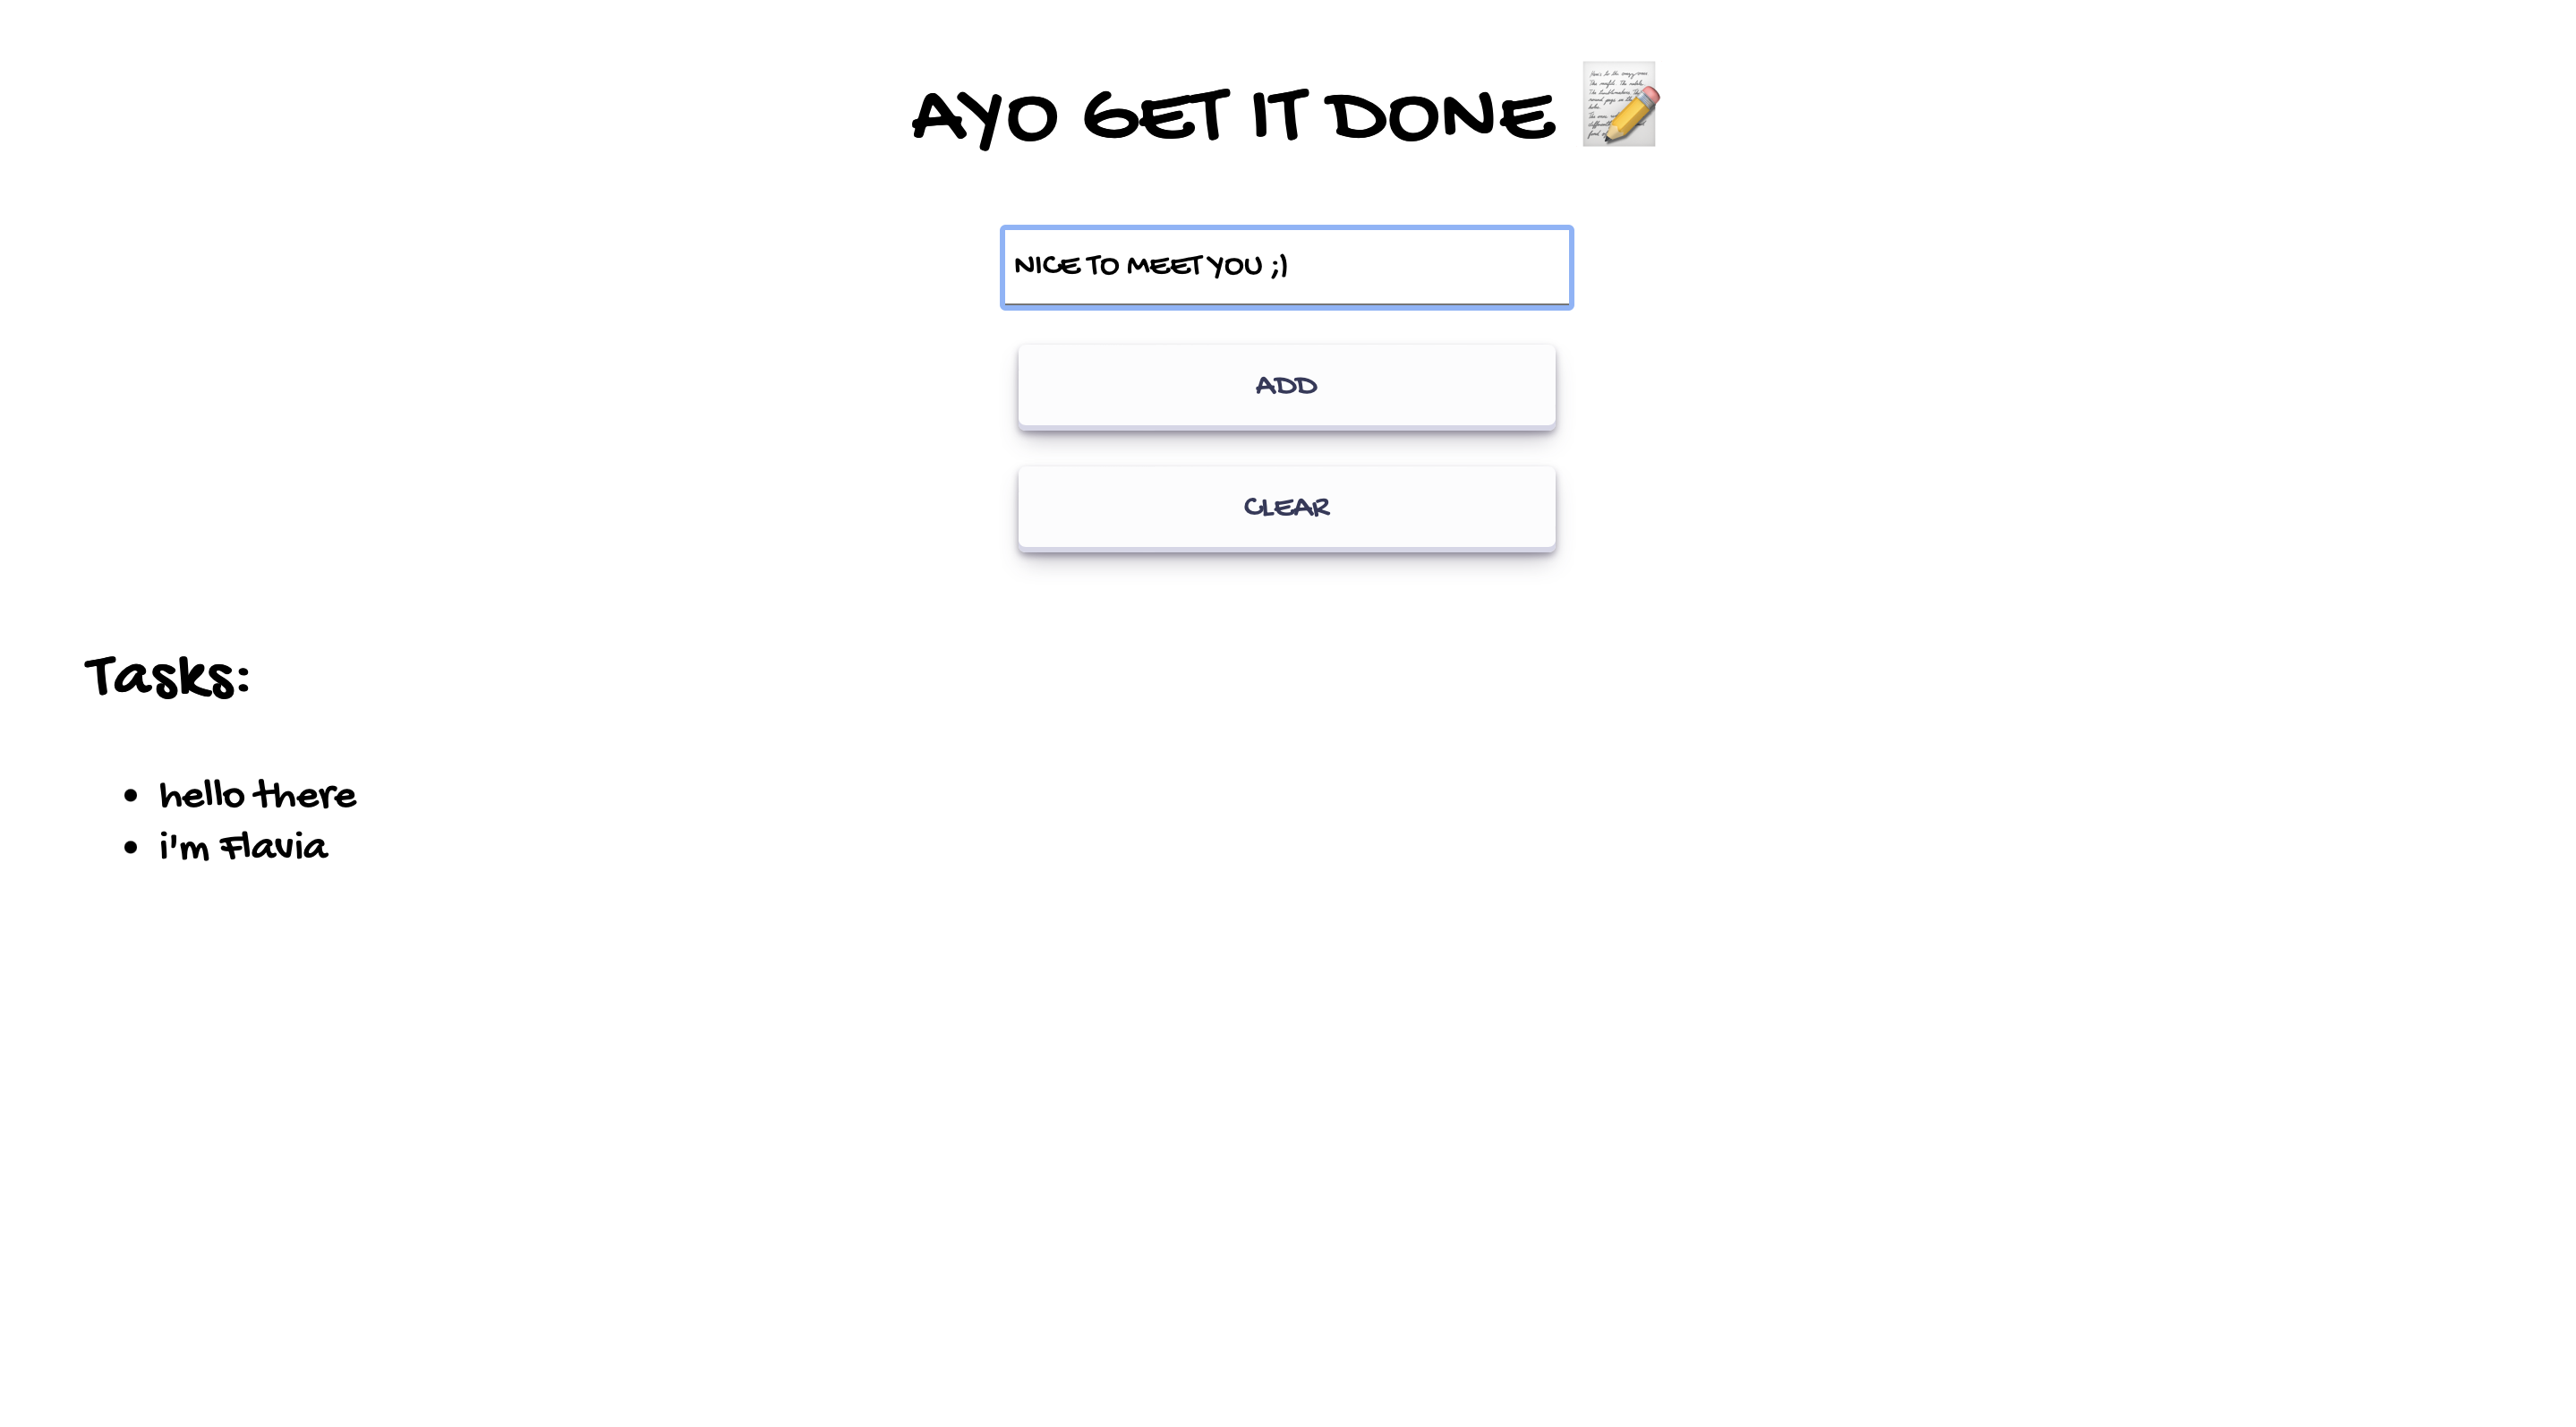 AYO GET IT DONE
NICE TO MEET YOU ;)
ADD
CLEAR
Tasks:
hello there
i'm Flavia